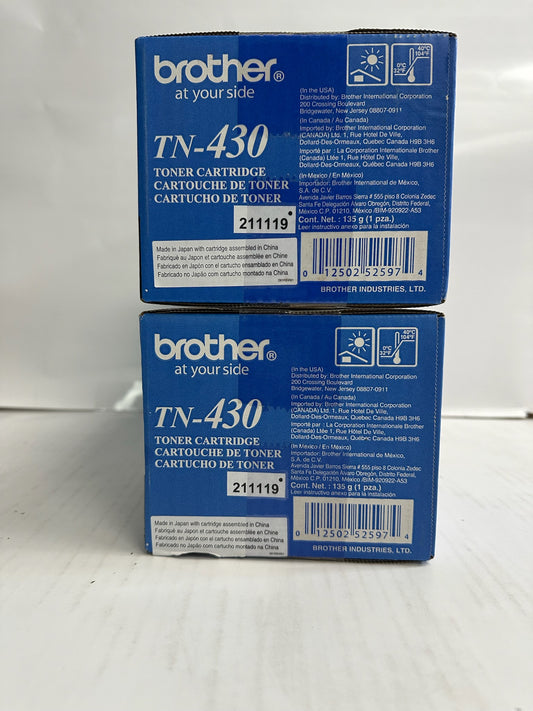 brother®
at your side
TN-430
TONER CARTRIDGE
CARTOUCHE DE TONER
CARTUCHO DE TONER
211119
Made in Japan with cartridge assembled in China
Fabriqué au Japon et cartouche assemblée en Chine
Fabricado en Japón con el cartucho ensamblado en China
Fabricado no Japão com cartucho montado na China
40°C
104°F
0°C
32°F
(In the USA)
Distributed by: Brother International Corporation
200 Crossing Boulevard
Bridgewater, New Jersey 08807-0911
(In Canada / Au Canada)
Imported by: Brother International Corporation
(CANADA) Ltd. 1, Rue Hotel De Ville,
Dollard-Des-Ormeaux, Quebec Canada H9B 3H6
Importé par : La Corporation Internationale Brother
(Canada) Ltée 1, Rue Hôtel De Ville,
Dollard-Des-Ormeaux, Québec Canada H9B 3H6
(In Mexico / En México)
Importador: Brother International de México,
S.A. de C.V.
Avenida Javier Barros Sierra # 555 piso 8 Colonia Zedec
Santa Fe Delegación Álvaro Obregón, Distrito Federal,
México C.P. 01210, México /BIM-920922-A53
Cont. Net. : 135 g (1 pza.)
Leer instructivo anexo para la instalación
0 12502 52597 4
BROTHER INDUSTRIES, LTD.
brother®
at your side
TN-430
TONER CARTRIDGE
CARTOUCHE DE TONER
CARTUCHO DE TONER
211119
Made in Japan with cartridge assembled in China
Fabriqué au Japon et cartouche assemblée en Chine
Fabricado en Japón con el cartucho ensamblado en China
Fabricado no Japão com cartucho montado na China
40°C
104°F
0°C
32°F
(In the USA)
Distributed by: Brother International Corporation
200 Crossing Boulevard
Bridgewater, New Jersey 08807-0911
(In Canada / Au Canada)
Imported by: Brother International Corporation
(CANADA) Ltd. 1, Rue Hotel De Ville,
Dollard-Des-Ormeaux, Quebec Canada H9B 3H6
Importé par : La Corporation Internationale Brother
(Canada) Ltée 1, Rue Hôtel De Ville,
Dollard-Des-Ormeaux, Québec Canada H9B 3H6
(In Mexico / En México)
Importador: Brother International de México,
S.A. de C.V.
Avenida Javier Barros Sierra # 555 piso 8 Colonia Zedec
Santa Fe Delegación Álvaro Obregón, Distrito Federal,
México C.P. 01210, México /BIM-920922-A53
Cont. Net. : 135 g (1 pza.)
Leer instructivo anexo para la instalación
0 12502 52597 4
BROTHER INDUSTRIES, LTD.